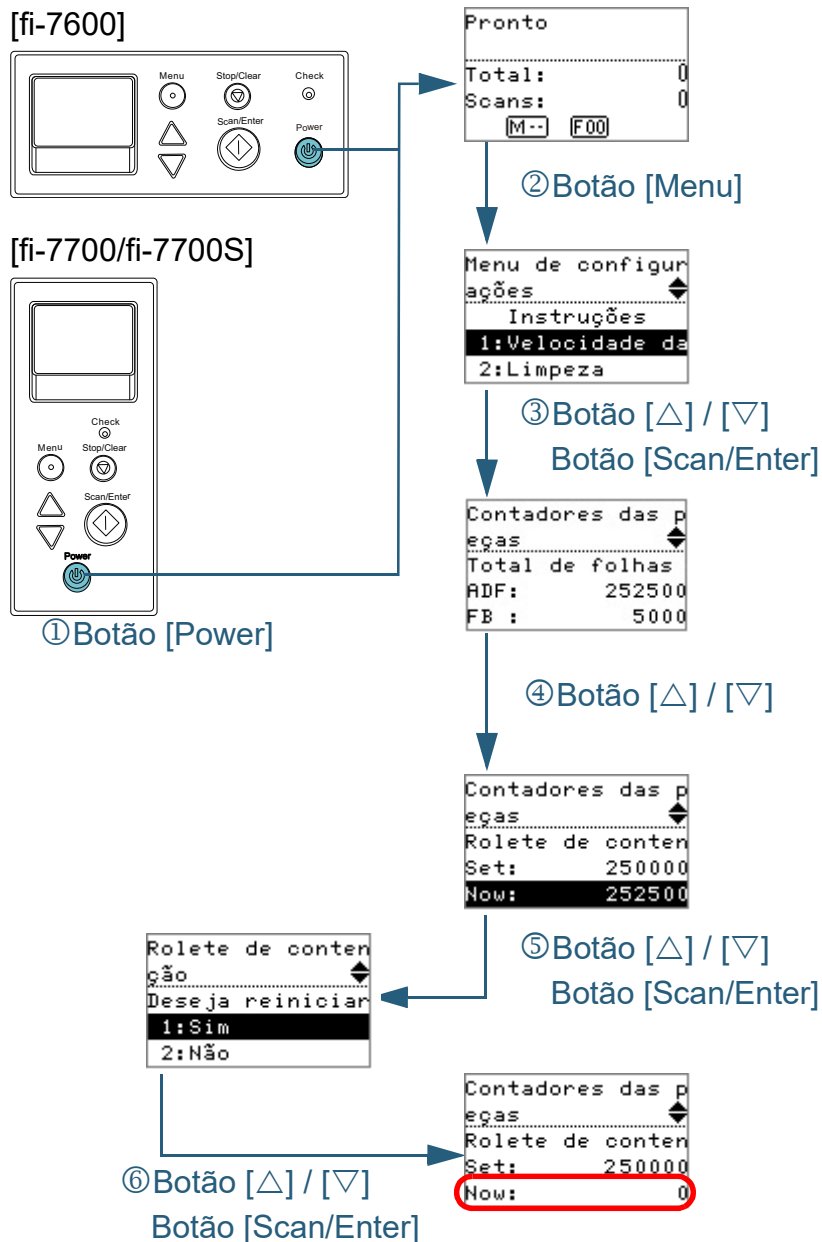 [fi-7600]
Menu
Stop/Clear
Check
Scan/Enter
Power
[fi-7700/fi-7700S]
Check
Menu
Stop/Clear
Scan/Enter
Power
①Botão [Power]
Pronto
Total: 0
Scans: 0
M-- F00
②Botão [Menu]
Menu de configur
ações
Instruções
1:Velocidade da
2:Limpeza
③Botão [△] / [▽]
Botão [Scan/Enter]
Contadores das p
eças
Total de folhas
ADF: 252500
FB : 5000
④Botão [△] / [▽]
Contadores das p
eças
Rolete de conten
Set: 250000
Now: 252500
⑤Botão [△] / [▽]
Botão [Scan/Enter]
Rolete de conten
ção
Deseja reiniciar
1:Sim
2:Não
⑥Botão [△] / [▽]
Botão [Scan/Enter]
Contadores das p
eças
Rolete de conten
Set: 250000
Now: 0